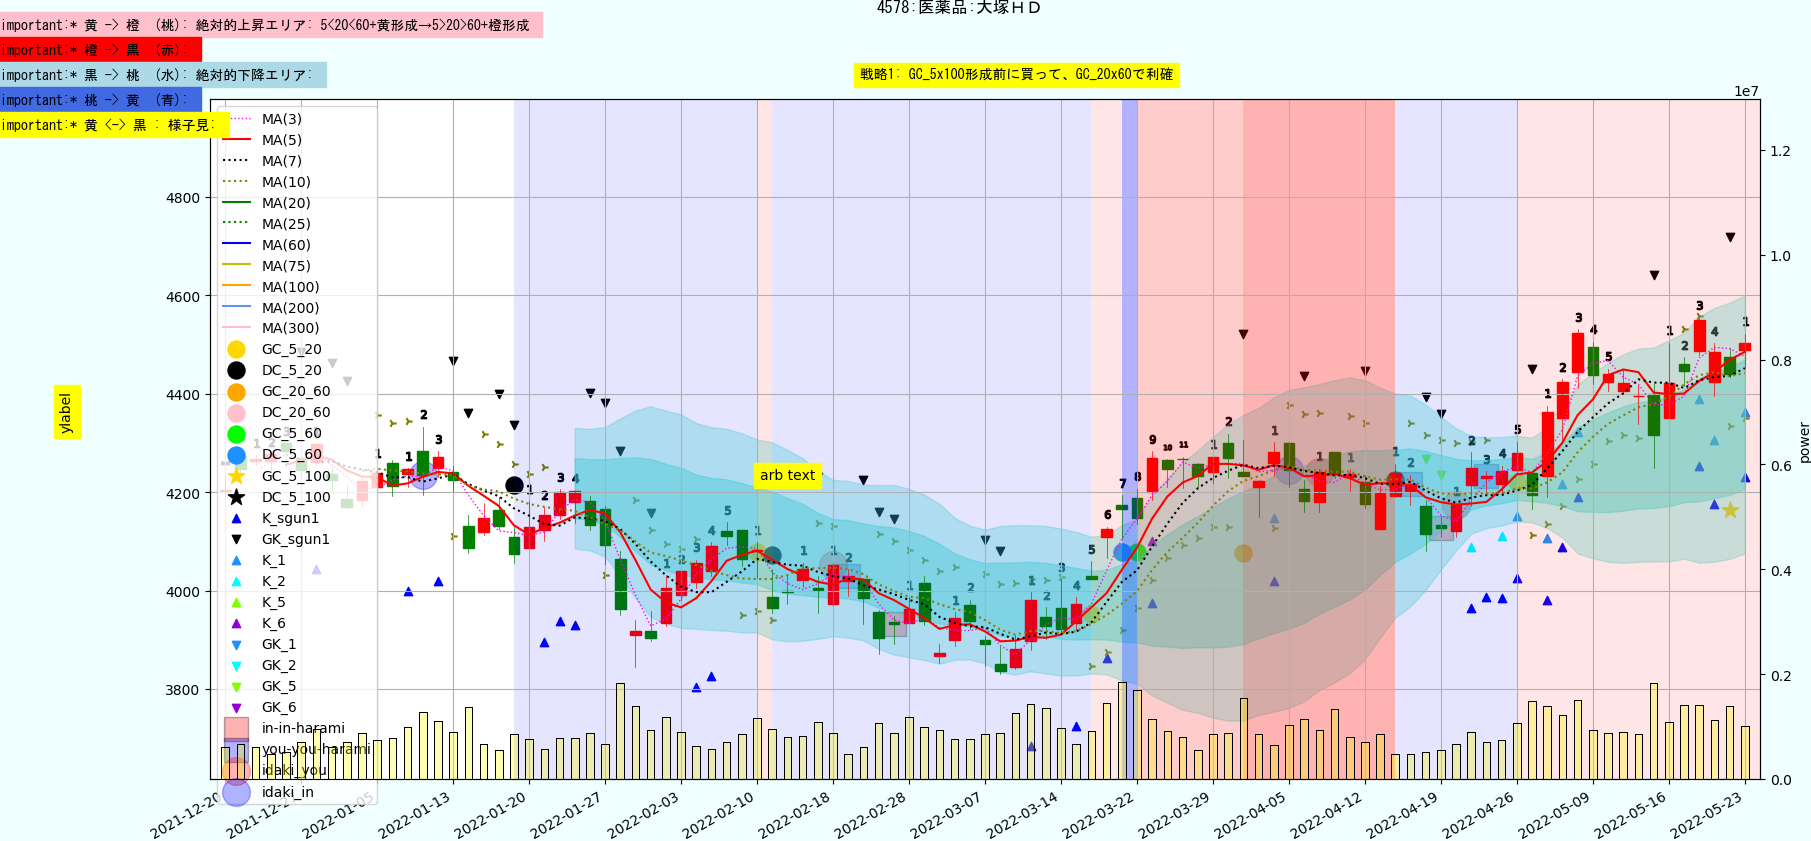 4578:医薬品:大塚ＨＤ
important:* 黄 -> 橙 （桃）: 絶対的上昇エリア: 5<20<60+黄形成→5>20>60+橙形成
important:* 橙 -> 黒 （赤）:
important:* 黒 -> 桃 （水）: 絶対的下降エリア:
important:* 桃 -> 黄 （青）:
important:* 黄 <-> 黒 : 様子見:
戦略1: GC_5x100形成前に買って、GC_20x60で利確
1e7
MA(3)
MA(5)
MA(7)
MA(10)
MA(20)
MA(25)
MA(60)
MA(75)
MA(100)
MA(200)
MA(300)
GC_5_20
DC_5_20
GC_20_60
DC_20_60
GC_5_60
DC_5_60
GC_5_100
DC_5_100
K_sgun1
GK_sgun1
K_1
K_2
K_5
K_6
GK_1
GK_2
GK_5
GK_6
in-in-harami
you-you-harami
idaki_you
idaki_in
4800
4600
4400
4200
4000
3800
ylabel
arb text
1.2
1.0
0.8
0.6
0.4
0.2
0.0
power
2021-12-20
2022-01-05
2022-01-13
2022-01-20
2022-01-27
2022-02-03
2022-02-10
2022-02-18
2022-02-28
2022-03-07
2022-03-14
2022-03-22
2022-03-29
2022-04-05
2022-04-12
2022-04-19
2022-04-26
2022-05-09
2022-05-16
2022-05-23